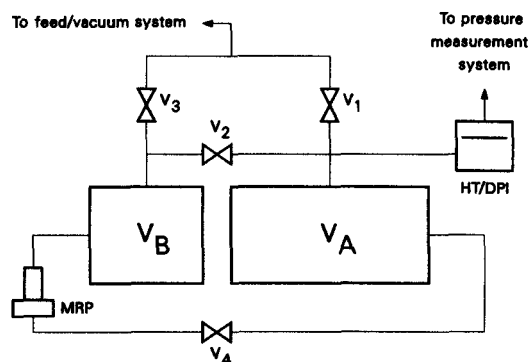 To feed/vacuum system
To pressure
measurement
system
V3
V1
V2
HT/DPI
VB
VA
MRP
V4